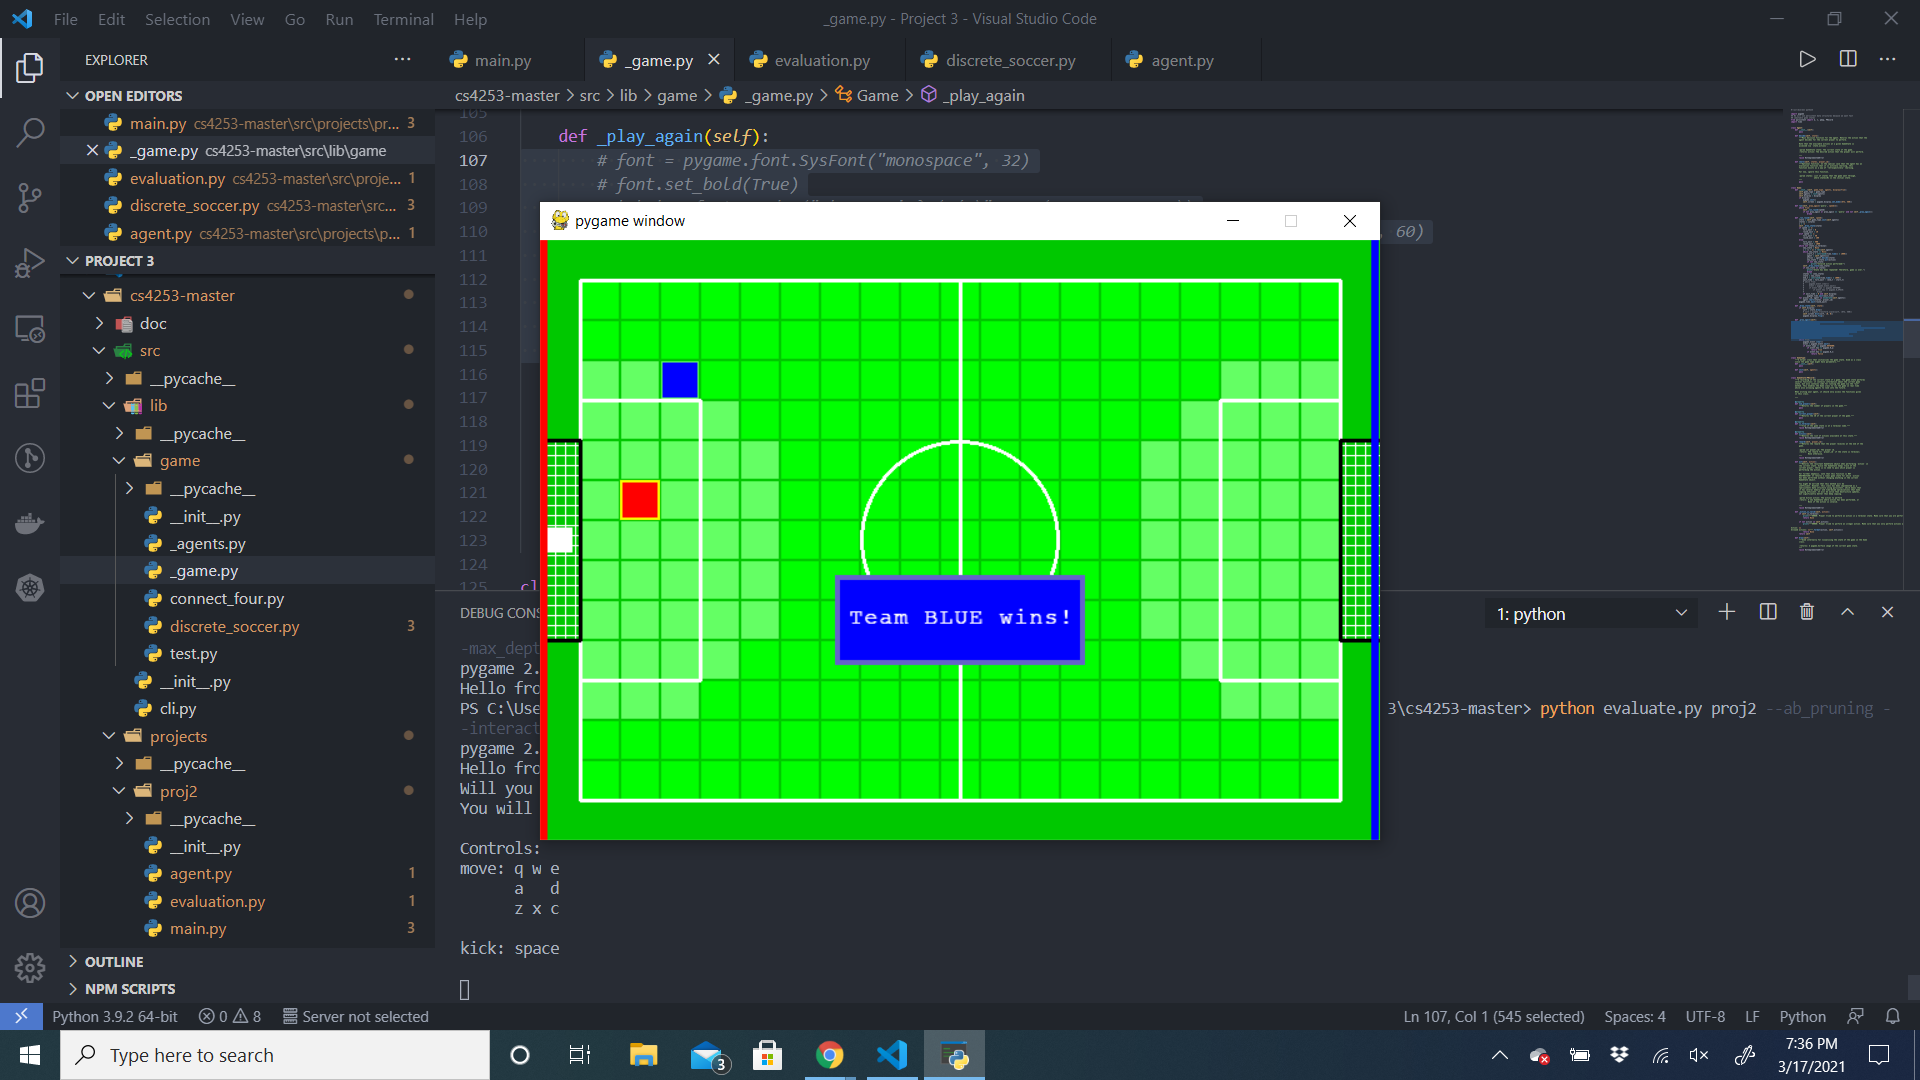 File Edit Selection View Go Run Terminal Help
_game.py - Project 3 - Visual Studio Code
EXPLORER
main.py
_game.py
evaluation.py
discrete_soccer.py
agent.py
OPEN EDITORS
main.py cs4253-master\src\projects\pr... 3
_game.py cs4253-master\src\lib\game
evaluation.py cs4253-master\src\proje... 1
discrete_soccer.py cs4253-master\src... 3
agent.py cs4253-master\src\projects\p... 1
PROJECT 3
cs4253-master
doc
src
__pycache__
lib
__pycache__
game
__pycache__
__init__.py
_agents.py
_game.py
connect_four.py
discrete_soccer.py 3
test.py
__init__.py
cli.py
projects
__pycache__
proj2
__pycache__
__init__.py
agent.py 1
evaluation.py 1
main.py 3
OUTLINE
NPM SCRIPTS
cs4253-master > src > lib > game > _game.py > Game > _play_again
105
106 def _play_again(self):
107 # font = pygame.font.SysFont("monospace", 32)
108 # font.set_bold(True)
109
110 , 60)
111
112
113
114
115
116
117
118
119
120
121
122
123
124
125 cl
pygame window
Team BLUE wins!
DEBUG CONS
1: python
-max_dept
pygame 2.
Hello fro
PS C:\Use 3\cs4253-master> python evaluate.py proj2 --ab_pruning -
-interact
pygame 2.
Hello fro
Will you
You will
Controls:
move: q w e
a d
z x c
kick: space
Python 3.9.2 64-bit 0 8 Server not selected
Ln 107, Col 1 (545 selected) Spaces: 4 UTF-8 LF Python
Type here to search
3
7:36 PM
3/17/2021